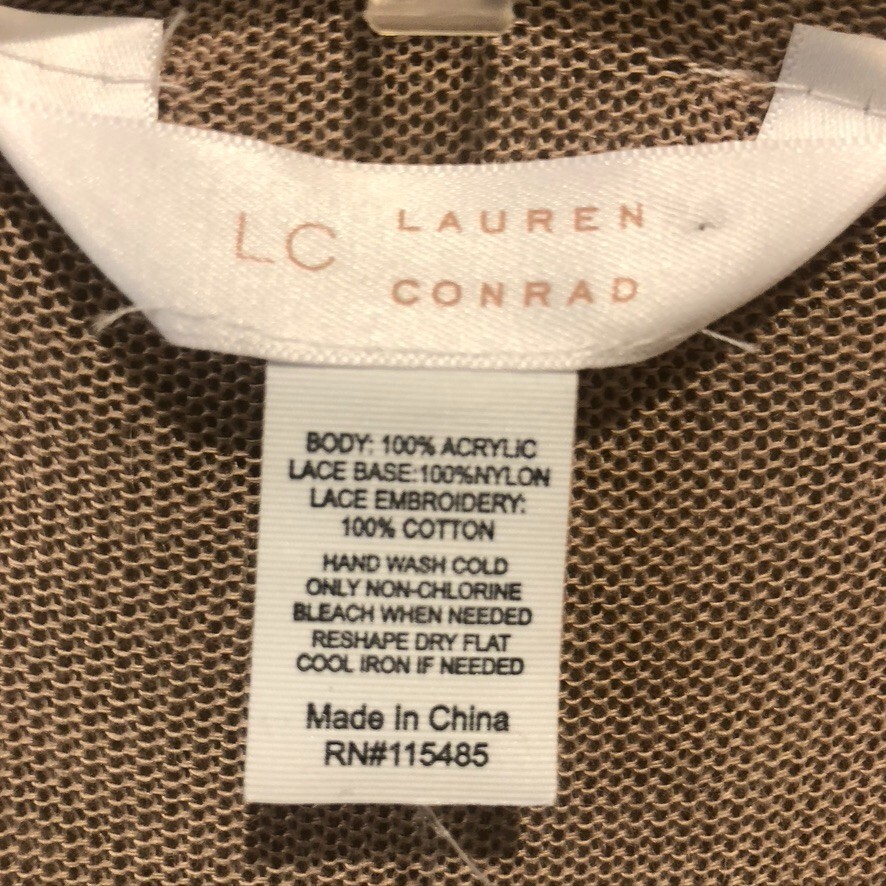 LC LAUREN
CONRAD
BODY: 100% ACRYLIC
LACE BASE:100%NYLON
LACE EMBROIDERY:
100% COTTON
HAND WASH COLD
ONLY NON-CHLORINE
BLEACH WHEN NEEDED
RESHAPE DRY FLAT
COOL IRON IF NEEDED
Made In China
RN#115485